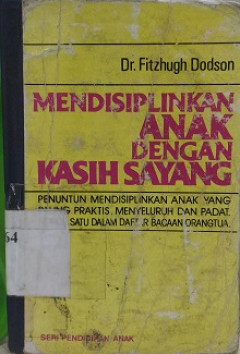 Dr. Fitzhugh Dodson
MENDISIPLINKAN
ANAK
DENGAN
KASIH SAYANG
PENUNTUN MENDISIPLINKAN ANAK YANG
PALING PRAKTIS, MENYELURUH DAN PADAT.
SATU DALAM DAFTAR BACAAN ORANGTUA.
SERI PENDIDIKAN ANAK
64